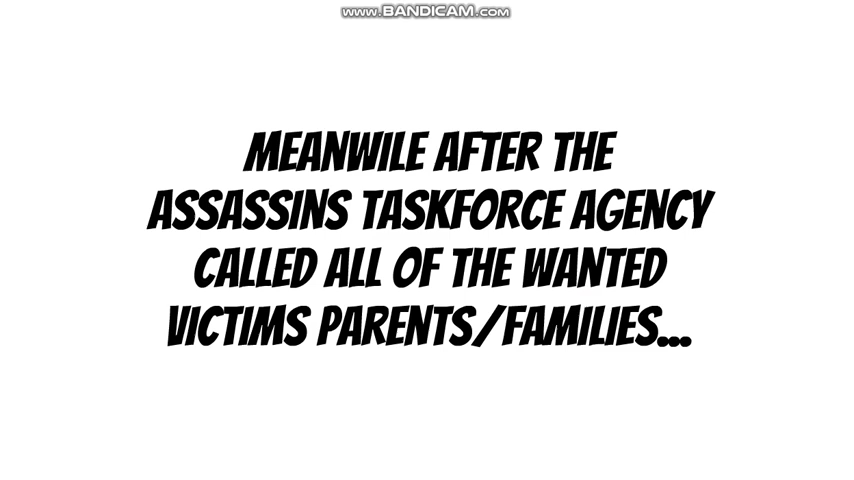 www.BANDICAM.com
MEANWILE AFTER THE
ASSASSINS TASKFORCE AGENCY
CALLED ALL OF THE WANTED
VICTIMS PARENTS/FAMILIES...